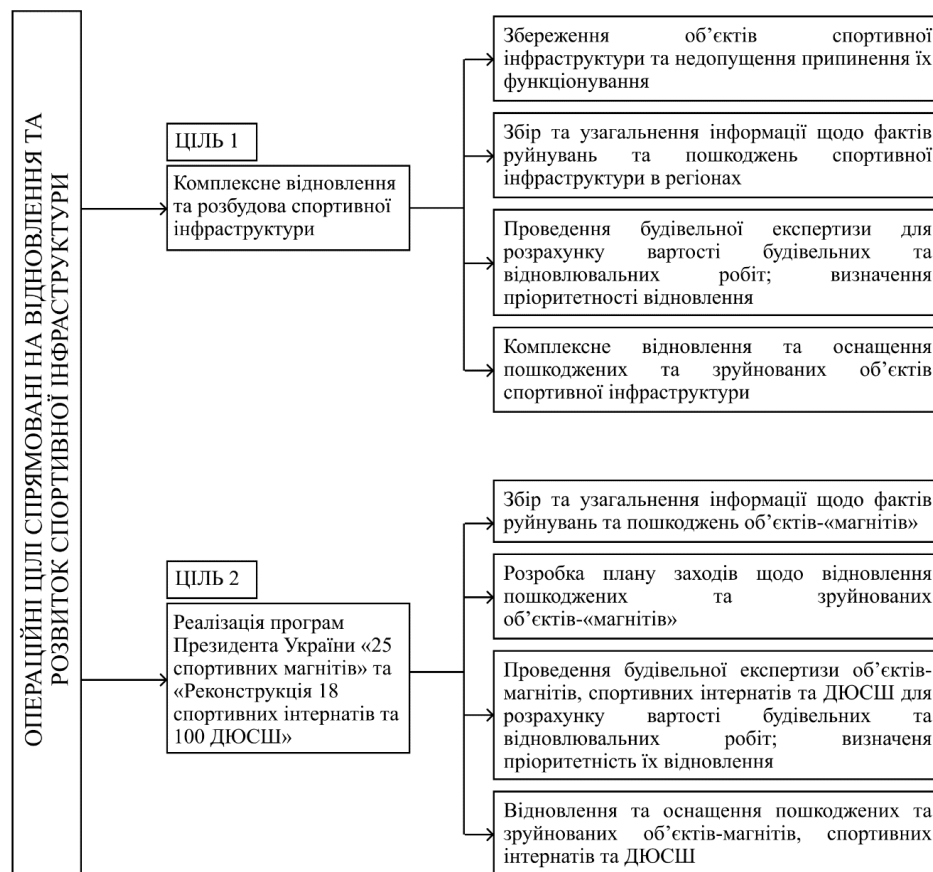 ОПЕРАЦІЙНІ ЦІЛІ СПРЯМОВАНІ НА ВІДНОВЛЕННЯ ТА
РОЗВИТОК СПОРТИВНОЇ ІНФРАСТРУКТУРИ
ЦІЛЬ 1
Комплексне відновлення
та розбудова спортивної
інфраструктури
Збереження об’єктів спортивної
інфраструктури та недопущення припинення їх
функціонування
Збір та узагальнення інформації щодо фактів
руйнувань та пошкоджень спортивної
інфраструктури в регіонах
Проведення будівельної експертизи для
розрахунку вартості будівельних та
відновлювальних робіт; визначення
пріоритетності відновлення
Комплексне відновлення та оснащення
пошкоджених та зруйнованих об’єктів
спортивної інфраструктури
ЦІЛЬ 2
Реалізація програм
Президента України «25
спортивних магнітів» та
«Реконструкція 18
спортивних інтернатів та
100 ДЮСШ»
Збір та узагальнення інформації щодо фактів
руйнувань та пошкоджень об’єктів-«магнітів»
Розробка плану заходів щодо відновлення
пошкоджених та зруйнованих
об’єктів-«магнітів»
Проведення будівельної експертизи об’єктів-
магнітів, спортивних інтернатів та ДЮСШ для
розрахунку вартості будівельних та
відновлювальних робіт; визначеня
пріоритетність їх відновлення
Відновлення та оснащення пошкоджених та
зруйнованих об’єктів-магнітів, спортивних
інтернатів та ДЮСШ